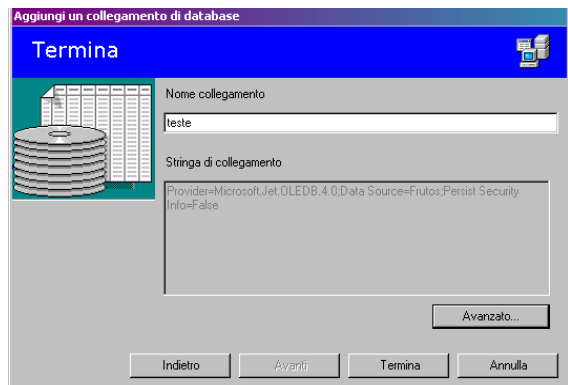 Aggiungi un collegamento di database
Termina
Nome collegamento
teste
Stringa di collegamento
Provider=Microsoft.Jet.OLEDB.4.0;Data Source=Frutos;Persist Security
Info=False
Avanzato...
Indietro Avanti Termina Annulla